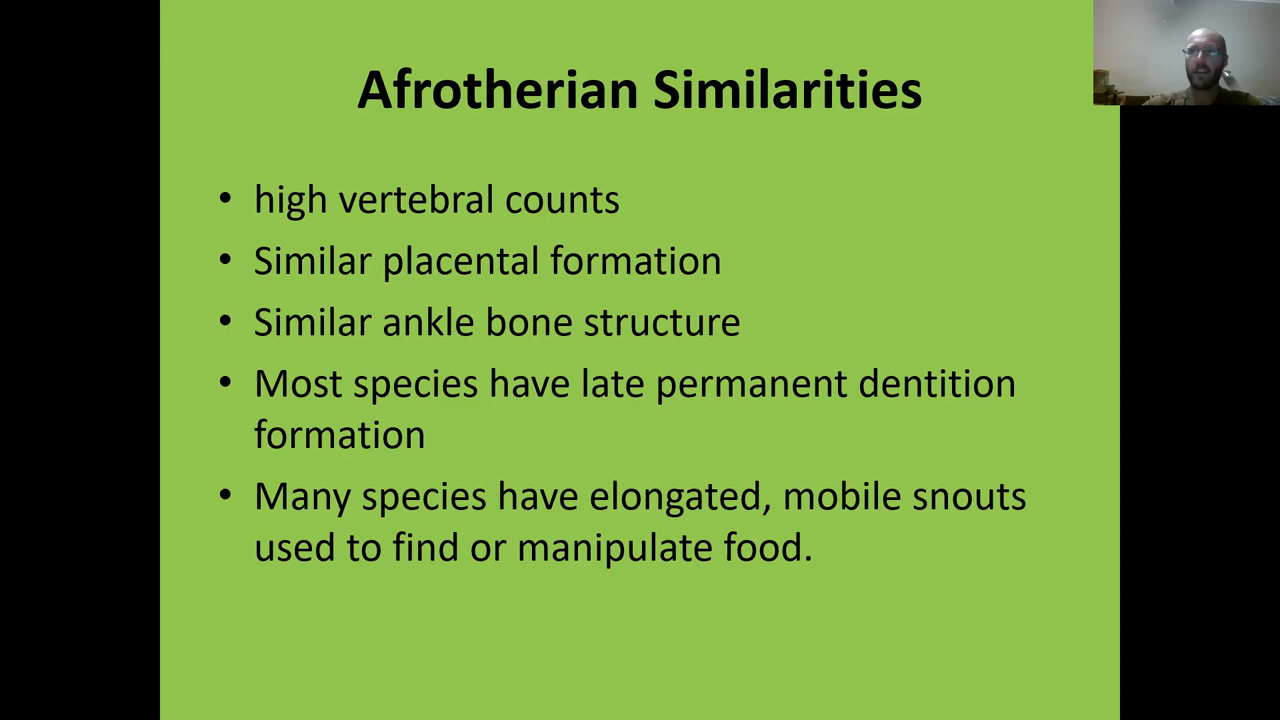 Afrotherian Similarities
• high vertebral counts
• Similar placental formation
• Similar ankle bone structure
• Most species have late permanent dentition
formation
• Many species have elongated, mobile snouts
used to find or manipulate food.